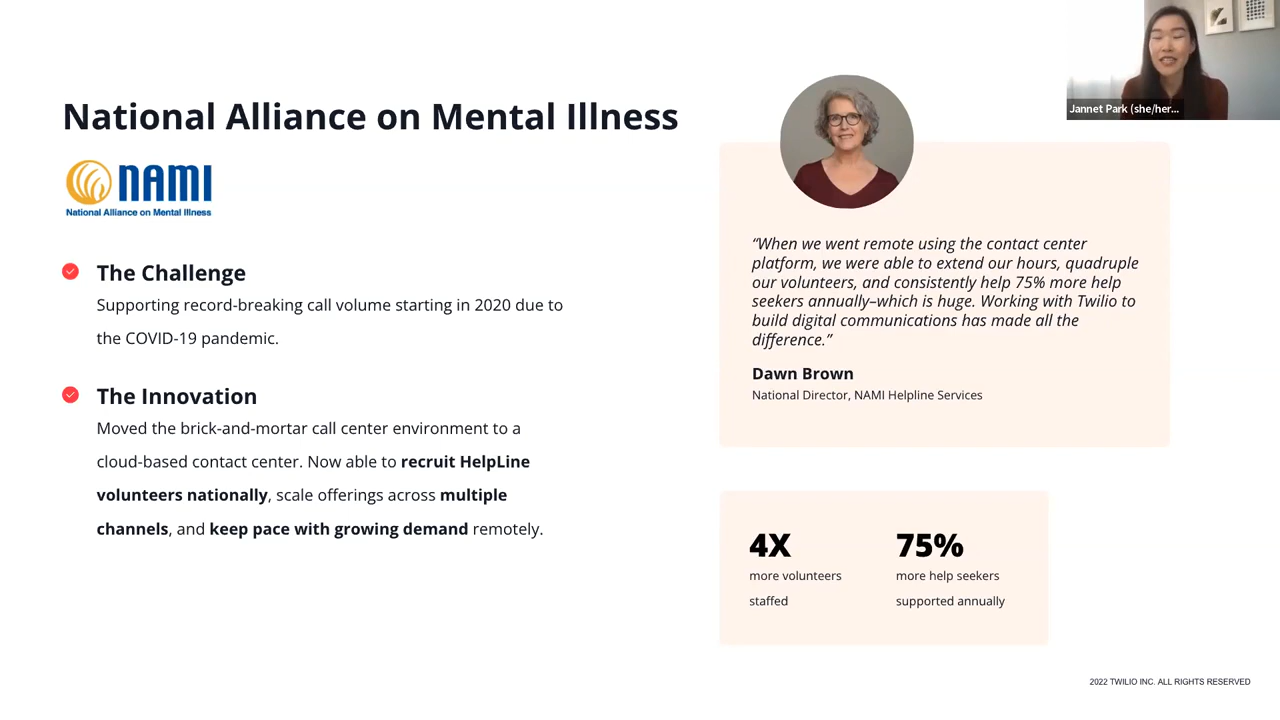 National Alliance on Mental Illness
NAMI
National Alliance on Mental Illness
The Challenge
Supporting record-breaking call volume starting in 2020 due to
the COVID-19 pandemic.
The Innovation
Moved the brick-and-mortar call center environment to a
cloud-based contact center. Now able to recruit HelpLine
volunteers nationally, scale offerings across multiple
channels, and keep pace with growing demand remotely.
Jannet Park (she/her...
“When we went remote using the contact center
platform, we were able to extend our hours, quadruple
our volunteers, and consistently help 75% more help
seekers annually–which is huge. Working with Twilio to
build digital communications has made all the
difference.”
Dawn Brown
National Director, NAMI Helpline Services
4X
more volunteers
staffed
75%
more help seekers
supported annually
2022 TWILIO INC. ALL RIGHTS RESERVED